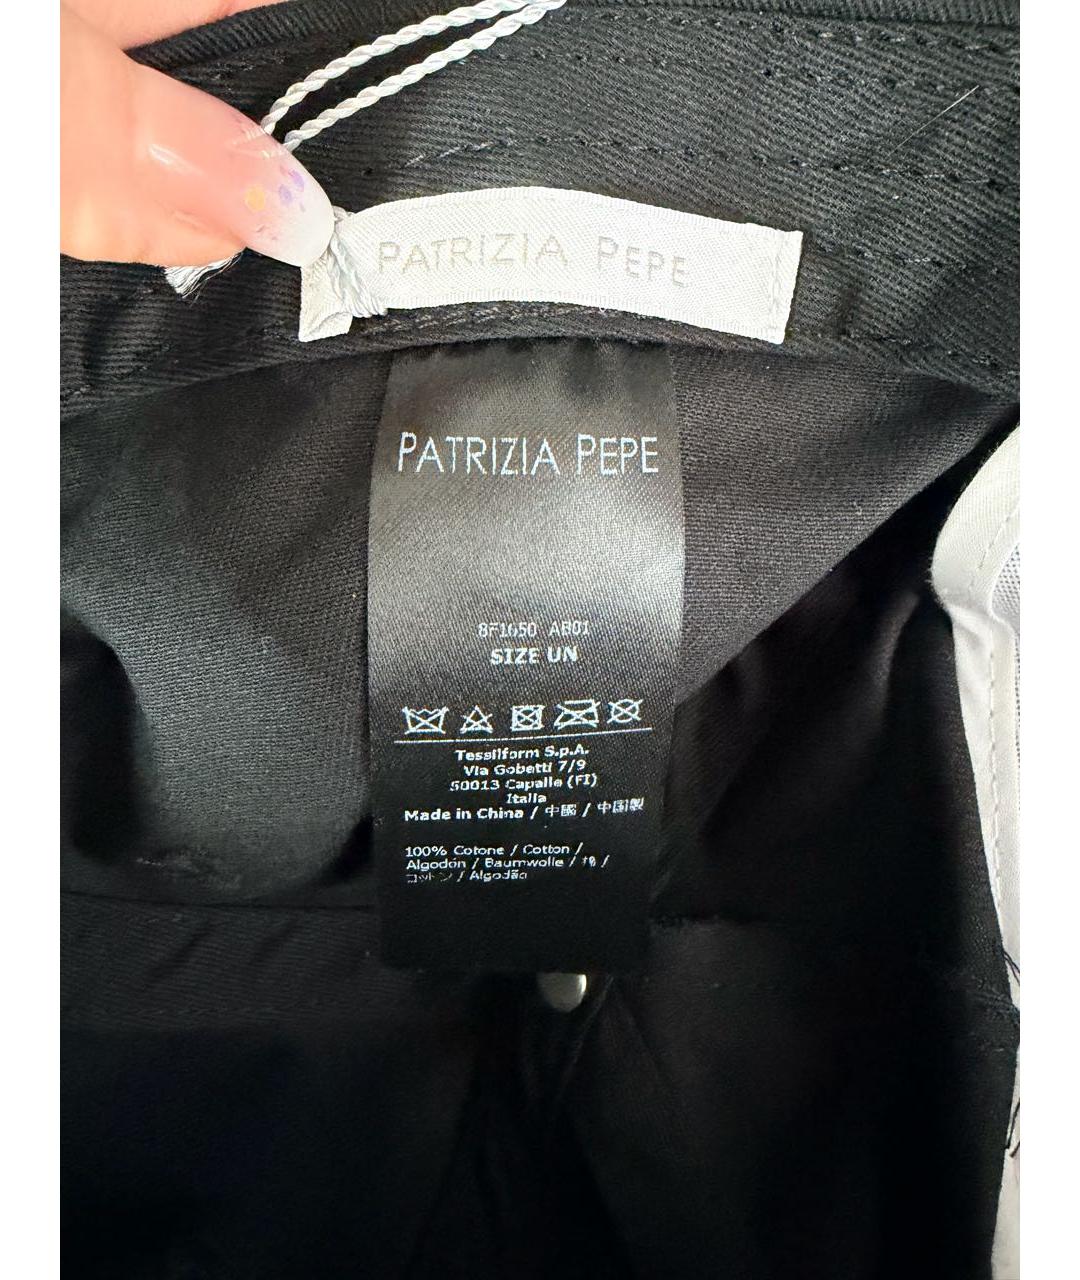 PATRIZIA PEPE
PATRIZIA PEPE
8F1650 AB01
SIZE UN
Tessilform S.p.A.
Via Gobetti 7/9
50013 Capalle (FI)
Italia
Made in China / 中國 / 中国製
100% Cotone / Cotton /
Algodón / Baumwolle / 棉 /
コットン / Algodão